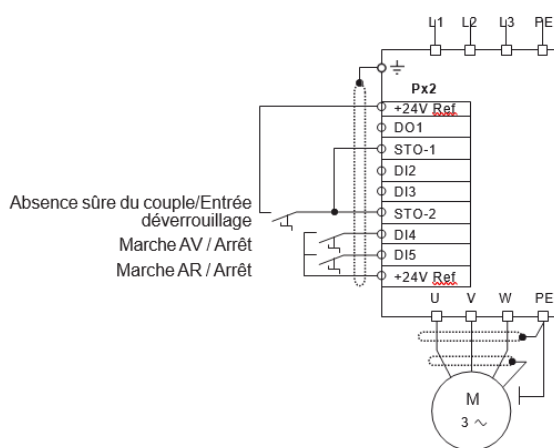 L1 L2 L3 PE
Px2
+24V Ref
DO1
STO-1
DI2
DI3
Absence sûre du couple/Entrée
déverrouillage
STO-2
Marche AV / Arrêt
DI4
Marche AR / Arrêt
DI5
+24V Ref
U V W PE
M
3 ~